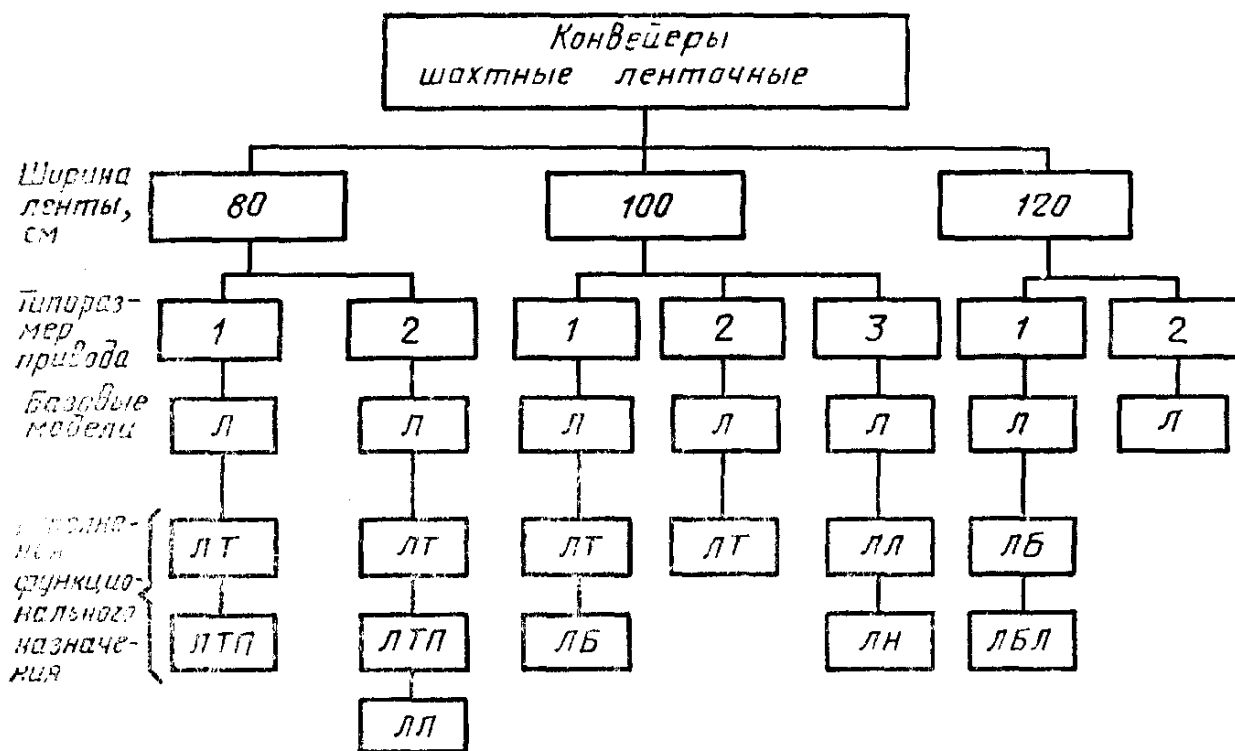 Конвейеры
шахтные ленточные
Ширина
ленты,
см
80
100
120
Типораз-
мер
привода
1
2
1
2
3
1
2
Базовые
модели
Л
Л
Л
Л
Л
Л
Л
функцио-
нального
назначе-
ния
ЛТ
ЛТ
ЛТ
ЛТ
ЛЛ
ЛБ
ЛТП
ЛТП
ЛБ
ЛН
ЛБЛ
ЛЛ